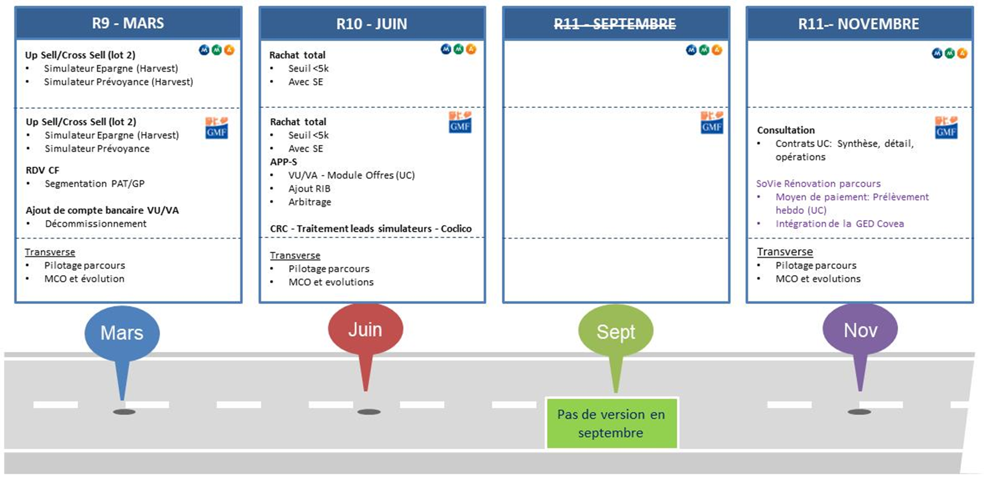 R9 - MARS
M M A
Up Sell/Cross Sell (lot 2)
• Simulateur Epargne (Harvest)
• Simulateur Prévoyance (Harvest)
Up Sell/Cross Sell (lot 2)
GMF
• Simulateur Epargne (Harvest)
• Simulateur Prévoyance
RDV CF
• Segmentation PAT/GP
Ajout de compte bancaire VU/VA
• Décommissionnement
Transverse
• Pilotage parcours
• MCO et évolution
R10 - JUIN
M M A
Rachat total
• Seuil <5k
• Avec SE
Rachat total
GMF
• Seuil <5k
• Avec SE
APP-S
• VU/VA - Module Offres (UC)
• Ajout RIB
• Arbitrage
CRC - Traitement leads simulateurs - Coclico
Transverse
• Pilotage parcours
• MCO et evolutions
R11 - SEPTEMBRE
M M A
GMF
R11-- NOVEMBRE
M M A
GMF
Consultation
• Contrats UC: Synthèse, détail,
opérations
SoVie Rénovation parcours
• Moyen de paiement: Prélèvement
hebdo (UC)
• Intégration de la GED Covea
Transverse
• Pilotage parcours
• MCO et evolutions
Mars
Juin
Sept
Nov
Pas de version en
septembre